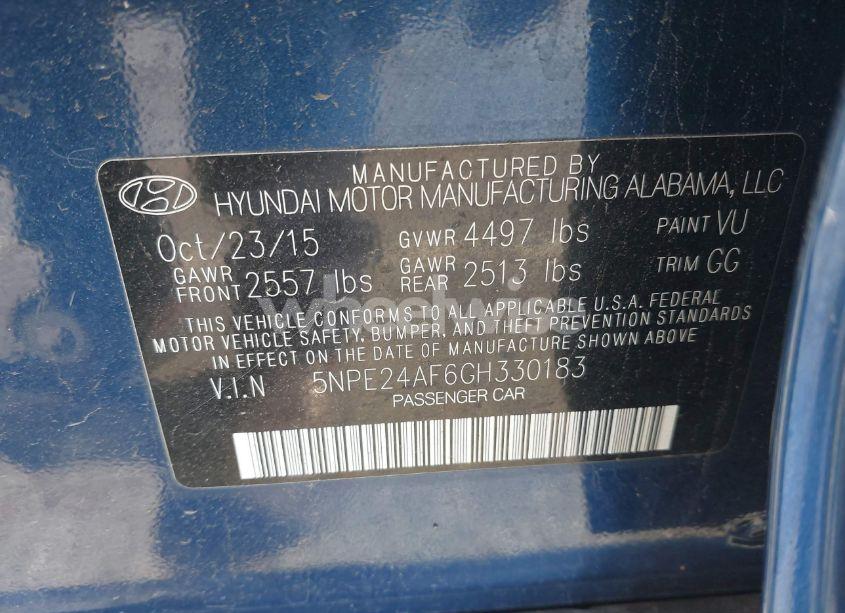 MANUFACTURED BY
HYUNDAI MOTOR MANUFACTURING ALABAMA, LLC
Oct/23/15 GVWR 4497 lbs PAINT VU
GAWR FRONT 2557 lbs GAWR REAR 2513 lbs TRIM GG
wheelwise
THIS VEHICLE CONFORMS TO ALL APPLICABLE U.S.A. FEDERAL
MOTOR VEHICLE SAFETY, BUMPER, AND THEFT PREVENTION STANDARDS
IN EFFECT ON THE DATE OF MANUFACTURE SHOWN ABOVE.
V.I.N 5NPE24AF6GH330183
PASSENGER CAR